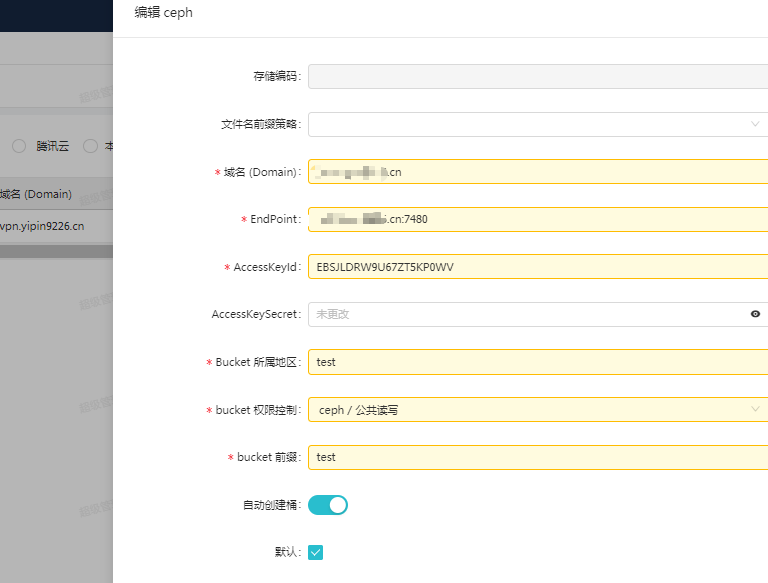 编辑 ceph
存储编码:
文件名前缀策略:
腾讯云
* 域名 (Domain):
.cn
域名 (Domain)
* EndPoint:
.cn:7480
vpn.yipin9226.cn
* AccessKeyId:
EBSJLDRW9U67ZT5KP0WV
AccessKeySecret:
未更改
* Bucket 所属地区:
test
* bucket 权限控制:
ceph / 公共读写
* bucket 前缀:
test
自动创建桶:
默认: